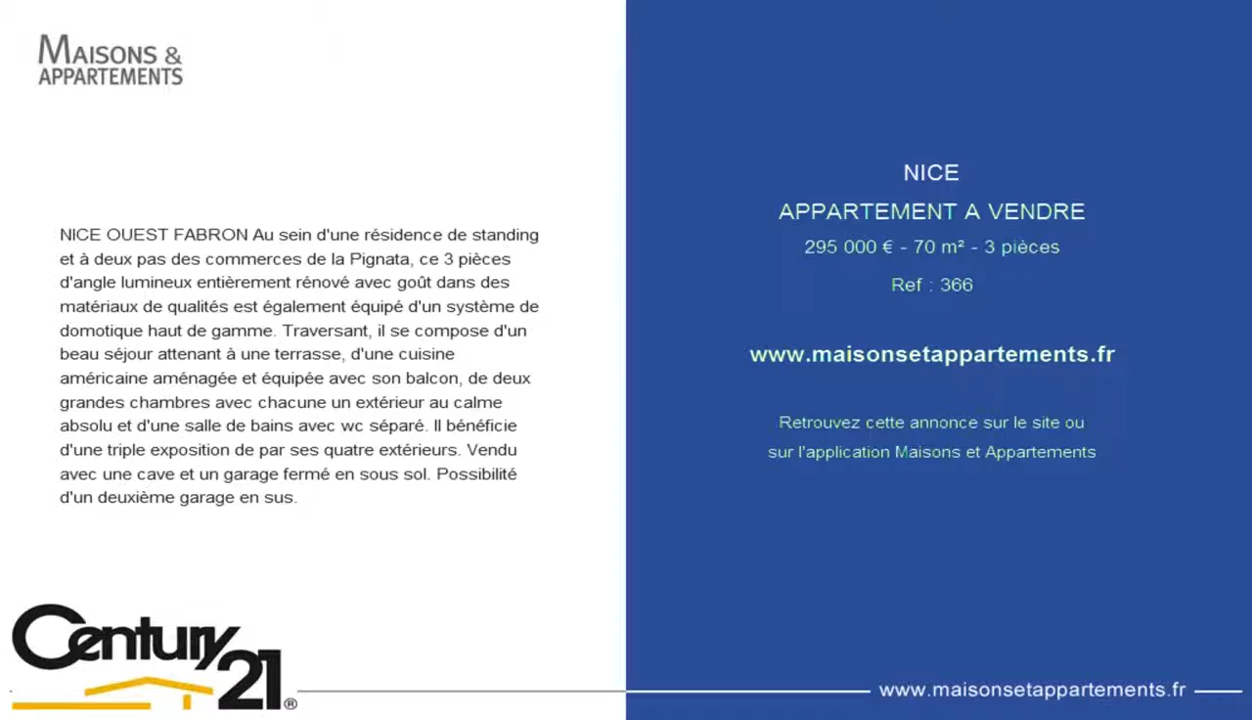 MAISONS &
APPARTEMENTS
NICE OUEST FABRON Au sein d'une résidence de standing
et à deux pas des commerces de la Pignata, ce 3 pièces
d'angle lumineux entièrement rénové avec goût dans des
matériaux de qualités est également équipé d'un système de
domotique haut de gamme. Traversant, il se compose d'un
beau séjour attenant à une terrasse, d'une cuisine
américaine aménagée et équipée avec son balcon, de deux
grandes chambres avec chacune un extérieur au calme
absolu et d'une salle de bains avec wc séparé. Il bénéficie
d'une triple exposition de par ses quatre extérieurs. Vendu
avec une cave et un garage fermé en sous sol. Possibilité
d'un deuxième garage en sus.
Century
21®
NICE
APPARTEMENT A VENDRE
295 000 € - 70 m² - 3 pièces
Ref : 366
www.maisonsetappartements.fr
Retrouvez cette annonce sur le site ou
sur l'application Maisons et Appartements
www.maisonsetappartements.fr